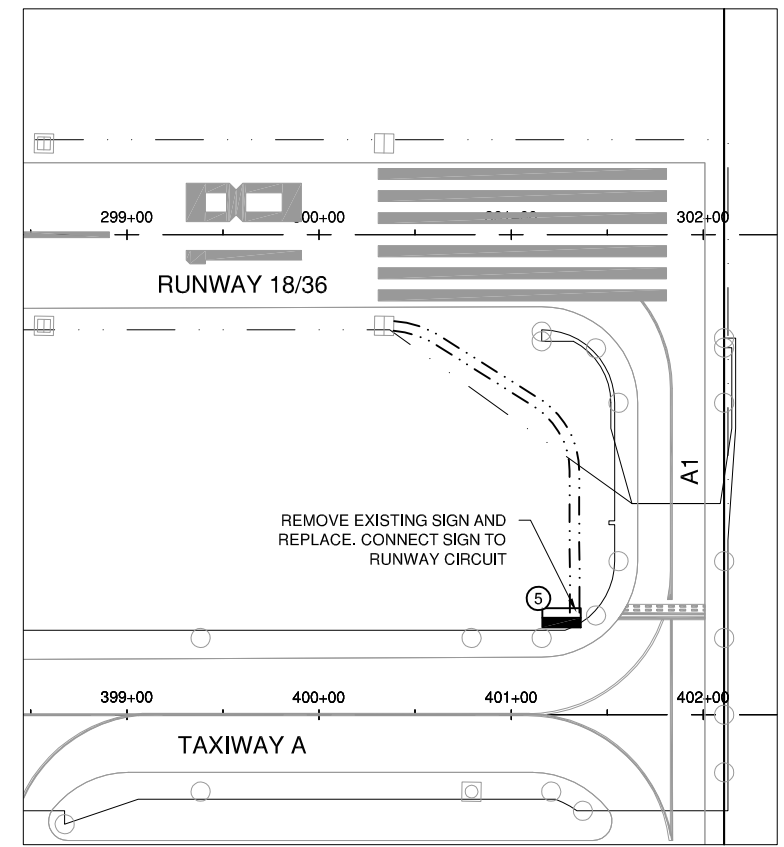 299+00
300+00
302+00
RUNWAY 18/36
A1
REMOVE EXISTING SIGN AND
REPLACE. CONNECT SIGN TO
RUNWAY CIRCUIT
5
399+00
400+00
401+00
402+00
TAXIWAY A